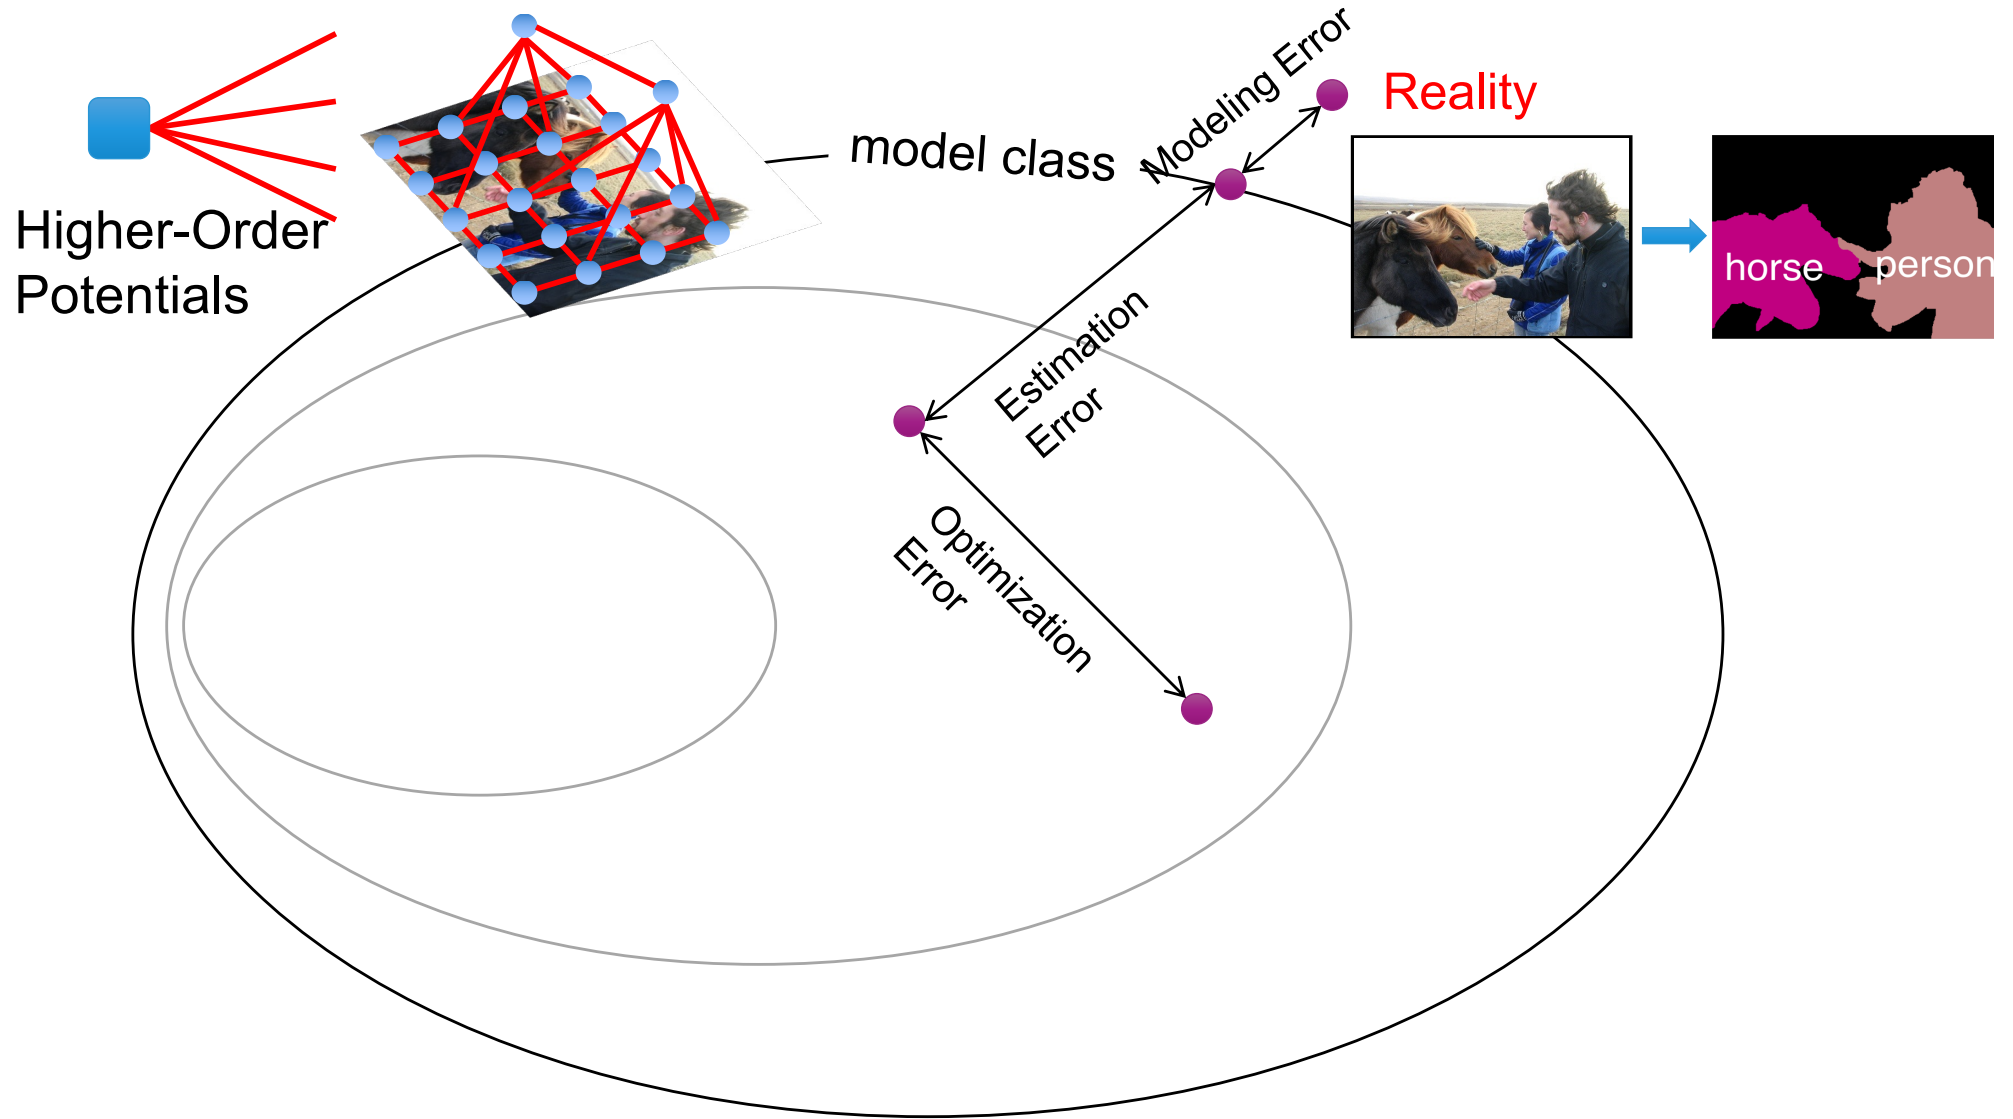 Higher-Order
Potentials
model class
Modeling Error
Reality
horse
person
Estimation
Error
Optimization
Error